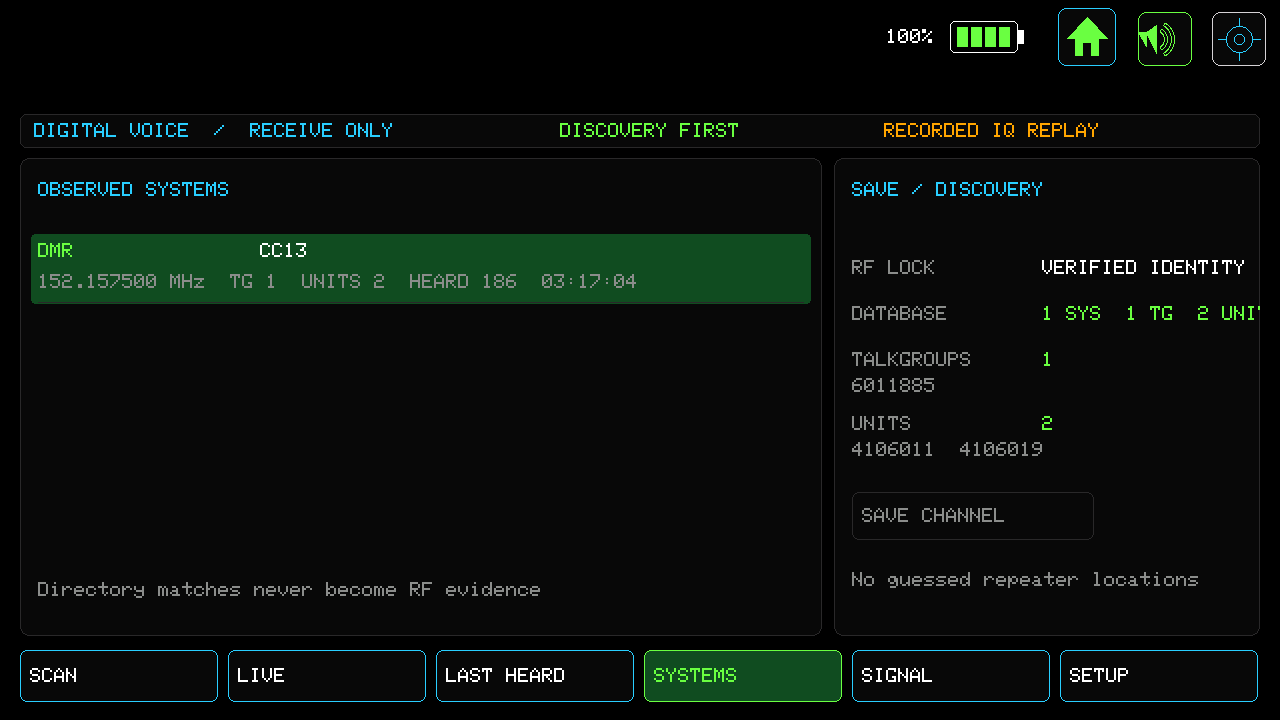 100%
DIGITAL VOICE / RECEIVE ONLY DISCOVERY FIRST RECORDED IQ REPLAY
OBSERVED SYSTEMS
DMR CC13
152.157500 MHz TG 1 UNITS 2 HEARD 186 03:17:04
Directory matches never become RF evidence
SAVE / DISCOVERY
RF LOCK VERIFIED IDENTITY
DATABASE 1 SYS 1 TG 2 UNI
TALKGROUPS 1
6011885
UNITS 2
4106011 4106019
SAVE CHANNEL
No guessed repeater locations
SCAN LIVE LAST HEARD SYSTEMS SIGNAL SETUP